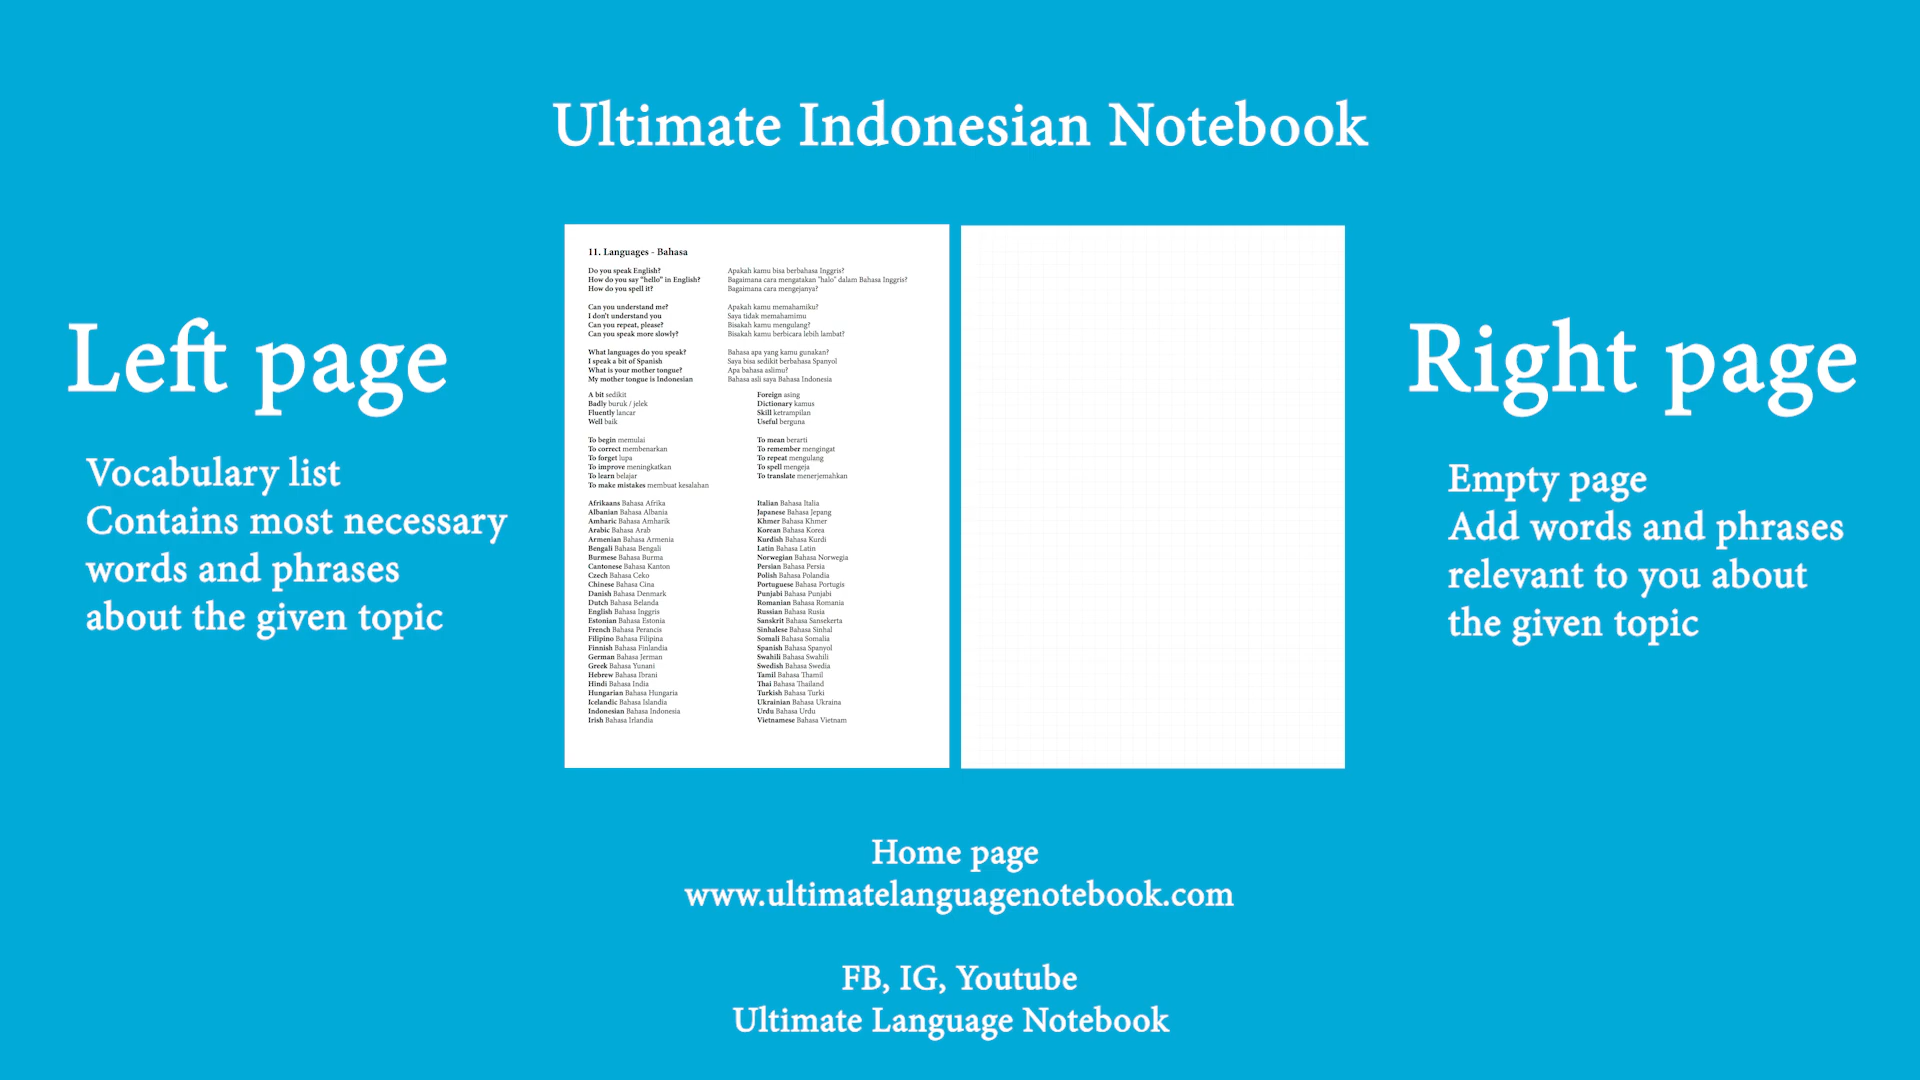 Ultimate Indonesian Notebook
Left page
Vocabulary list
Contains most necessary
words and phrases
about the given topic
11. Languages - Bahasa
Do you speak English? Apakah kamu bisa berbahasa Inggris?
How do you say "hello" in English? Bagaimana cara mengatakan "halo" dalam Bahasa Inggris?
How do you spell it? Bagaimana cara mengejanya?
Can you understand me? Apakah kamu memahamiku?
I don't understand you Saya tidak memahamimu
Can you repeat, please? Bisakah kamu mengulang?
Can you speak more slowly? Bisakah kamu berbicara lebih lambat?
What languages do you speak? Bahasa apa yang kamu gunakan?
I speak a bit of Spanish Saya bisa sedikit berbahasa Spanyol
What is your mother tongue? Apa bahasa aslimu?
My mother tongue is Indonesian Bahasa asli saya Bahasa Indonesia
A bit sedikit Foreign asing
Badly buruk / jelek Dictionary kamus
Fluently lancar Skill ketrampilan
Well baik Useful berguna
To begin memulai To mean berarti
To correct membenarkan To remember mengingat
To forget lupa To repeat mengulang
To improve meningkatkan To spell mengeja
To learn belajar To translate menerjemahkan
To make mistakes membuat kesalahan
Afrikaans Bahasa Afrika Italian Bahasa Italia
Albanian Bahasa Albania Japanese Bahasa Jepang
Amharic Bahasa Amharik Khmer Bahasa Khmer
Arabic Bahasa Arab Korean Bahasa Korea
Armenian Bahasa Armenia Kurdish Bahasa Kurdi
Bengali Bahasa Bengali Latin Bahasa Latin
Burmese Bahasa Burma Norwegian Bahasa Norwegia
Cantonese Bahasa Kanton Persian Bahasa Persia
Czech Bahasa Ceko Polish Bahasa Polandia
Chinese Bahasa Cina Portuguese Bahasa Portugis
Danish Bahasa Denmark Punjabi Bahasa Punjabi
Dutch Bahasa Belanda Romanian Bahasa Romania
English Bahasa Inggris Russian Bahasa Rusia
Estonian Bahasa Estonia Sanskrit Bahasa Sansekerta
French Bahasa Perancis Sinhalese Bahasa Sinhal
Filipino Bahasa Filipina Somali Bahasa Somalia
Finnish Bahasa Finlandia Spanish Bahasa Spanyol
German Bahasa Jerman Swahili Bahasa Swahili
Greek Bahasa Yunani Swedish Bahasa Swedia
Hebrew Bahasa Ibrani Tamil Bahasa Thamil
Hindi Bahasa India Thai Bahasa Thailand
Hungarian Bahasa Hungaria Turkish Bahasa Turki
Icelandic Bahasa Islandia Ukrainian Bahasa Ukraina
Indonesian Bahasa Indonesia Urdu Bahasa Urdu
Irish Bahasa Irlandia Vietnamese Bahasa Vietnam
Right page
Empty page
Add words and phrases
relevant to you about
the given topic
Home page
www.ultimatelanguagenotebook.com
FB, IG, Youtube
Ultimate Language Notebook